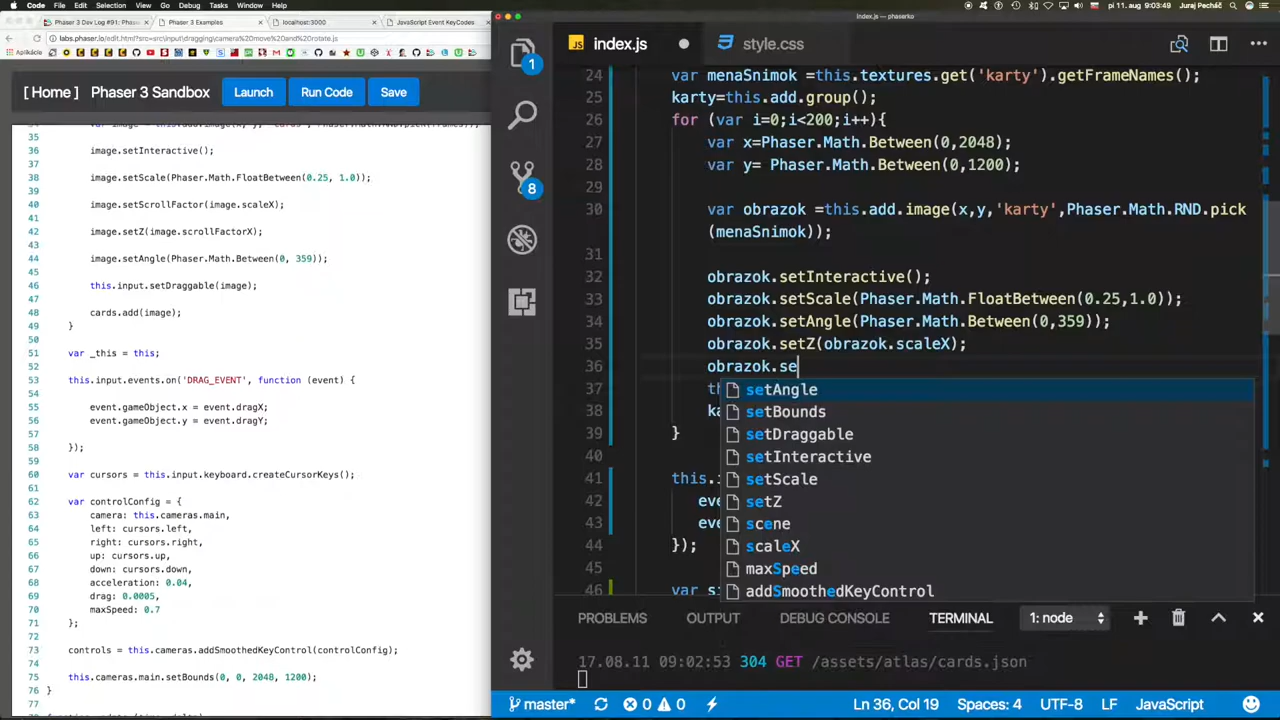 Code File Edit Selection View Go Debug Tasks Window Help
Phaser 3 Dev Log #91: Phase
Phaser 3 Examples
localhost:3000
JavaScript Event KeyCodes
labs.phaser.io/edit.html?src=src\input\dragging\camera%20move%20and%20rotate.js
Aplikácie
[ Home ] Phaser 3 Sandbox Launch Run Code Save
35
36 image.setInteractive();
37
38 image.setScale(Phaser.Math.FloatBetween(0.25, 1.0));
39
40 image.setScrollFactor(image.scaleX);
41
42 image.setZ(image.scrollFactorX);
43
44 image.setAngle(Phaser.Math.Between(0, 359));
45
46 this.input.setDraggable(image);
47
48 cards.add(image);
49 }
50
51 var _this = this;
52
53 this.input.events.on('DRAG_EVENT', function (event) {
54
55 event.gameObject.x = event.dragX;
56 event.gameObject.y = event.dragY;
57
58 });
59
60 var cursors = this.input.keyboard.createCursorKeys();
61
62 var controlConfig = {
63 camera: this.cameras.main,
64 left: cursors.left,
65 right: cursors.right,
66 up: cursors.up,
67 down: cursors.down,
68 acceleration: 0.04,
69 drag: 0.0005,
70 maxSpeed: 0.7
71 };
72
73 controls = this.cameras.addSmoothedKeyControl(controlConfig);
74
75 this.cameras.main.setBounds(0, 0, 2048, 1200);
76 }
77
index.js — phaserko
index.js
style.css
1
8
24 var menaSnimok =this.textures.get('karty').getFrameNames();
25 karty=this.add.group();
26 for (var i=0;i<200;i++){
27 var x=Phaser.Math.Between(0,2048);
28 var y= Phaser.Math.Between(0,1200);
29
30 var obrazok =this.add.image(x,y,'karty',Phaser.Math.RND.pick
(menaSnimok));
31
32 obrazok.setInteractive();
33 obrazok.setScale(Phaser.Math.FloatBetween(0.25,1.0));
34 obrazok.setAngle(Phaser.Math.Between(0,359));
35 obrazok.setZ(obrazok.scaleX);
36 obrazok.se
37 t
38 ka
39 }
40
41 this.i
42 eve
43 eve
44 });
45
46 var s
setAngle
setBounds
setDraggable
setInteractive
setScale
setZ
scene
scaleX
maxSpeed
addSmoothedKeyControl
PROBLEMS OUTPUT DEBUG CONSOLE TERMINAL 1: node
17.08.11 09:02:53 304 GET /assets/atlas/cards.json
master* 0 0 Ln 36, Col 19 Spaces: 4 UTF-8 LF JavaScript